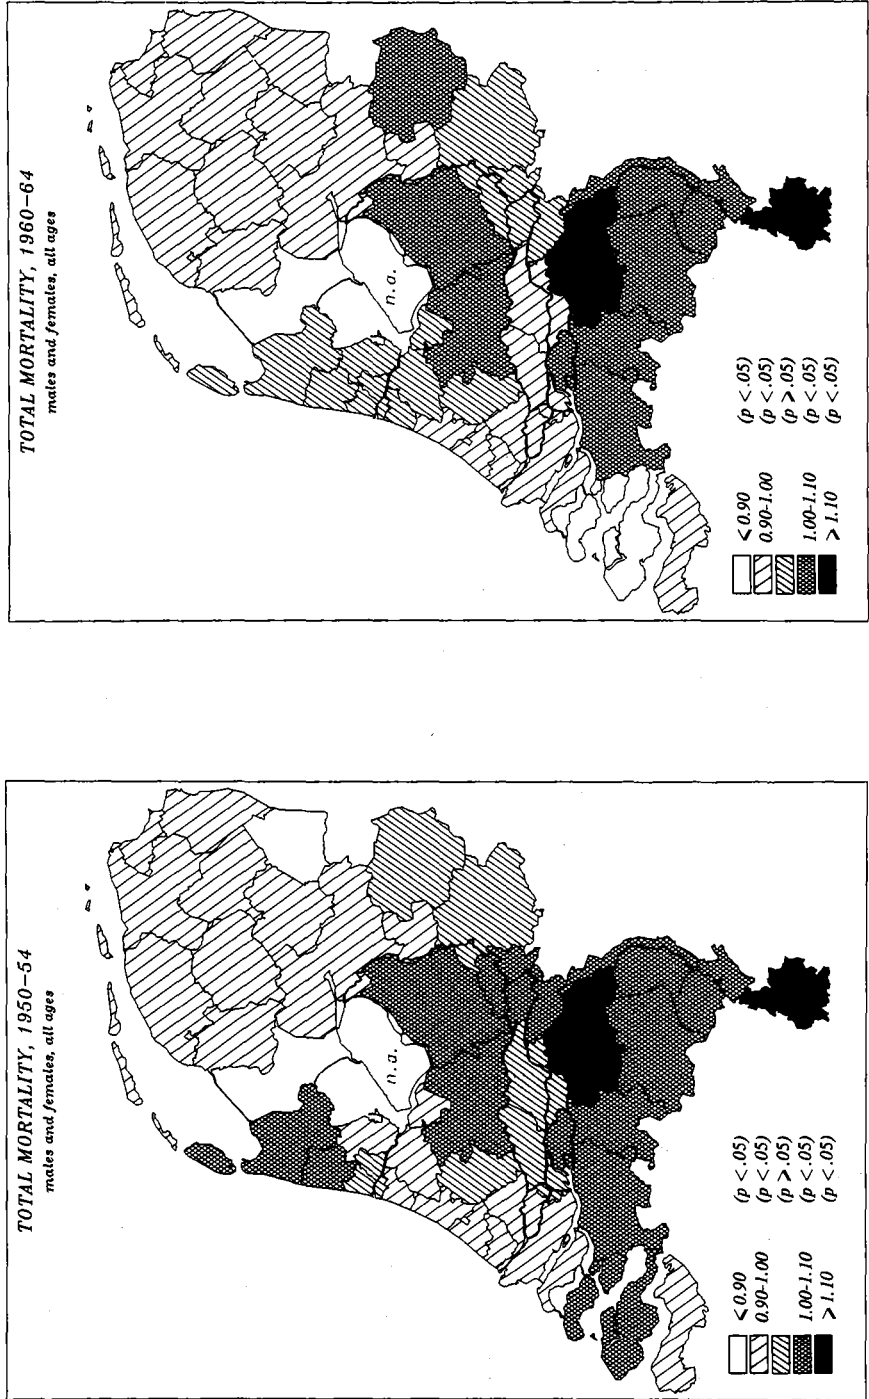 TOTAL MORTALITY, 1950-54
males and females, all ages
n.a.
< 0.90 (p < .05)
0.90-1.00 (p < .05)
(p > .05)
1.00-1.10 (p < .05)
> 1.10 (p < .05)
TOTAL MORTALITY, 1960-64
males and females, all ages
n.a.
< 0.90 (p < .05)
0.90-1.00 (p < .05)
(p > .05)
1.00-1.10 (p < .05)
> 1.10 (p < .05)